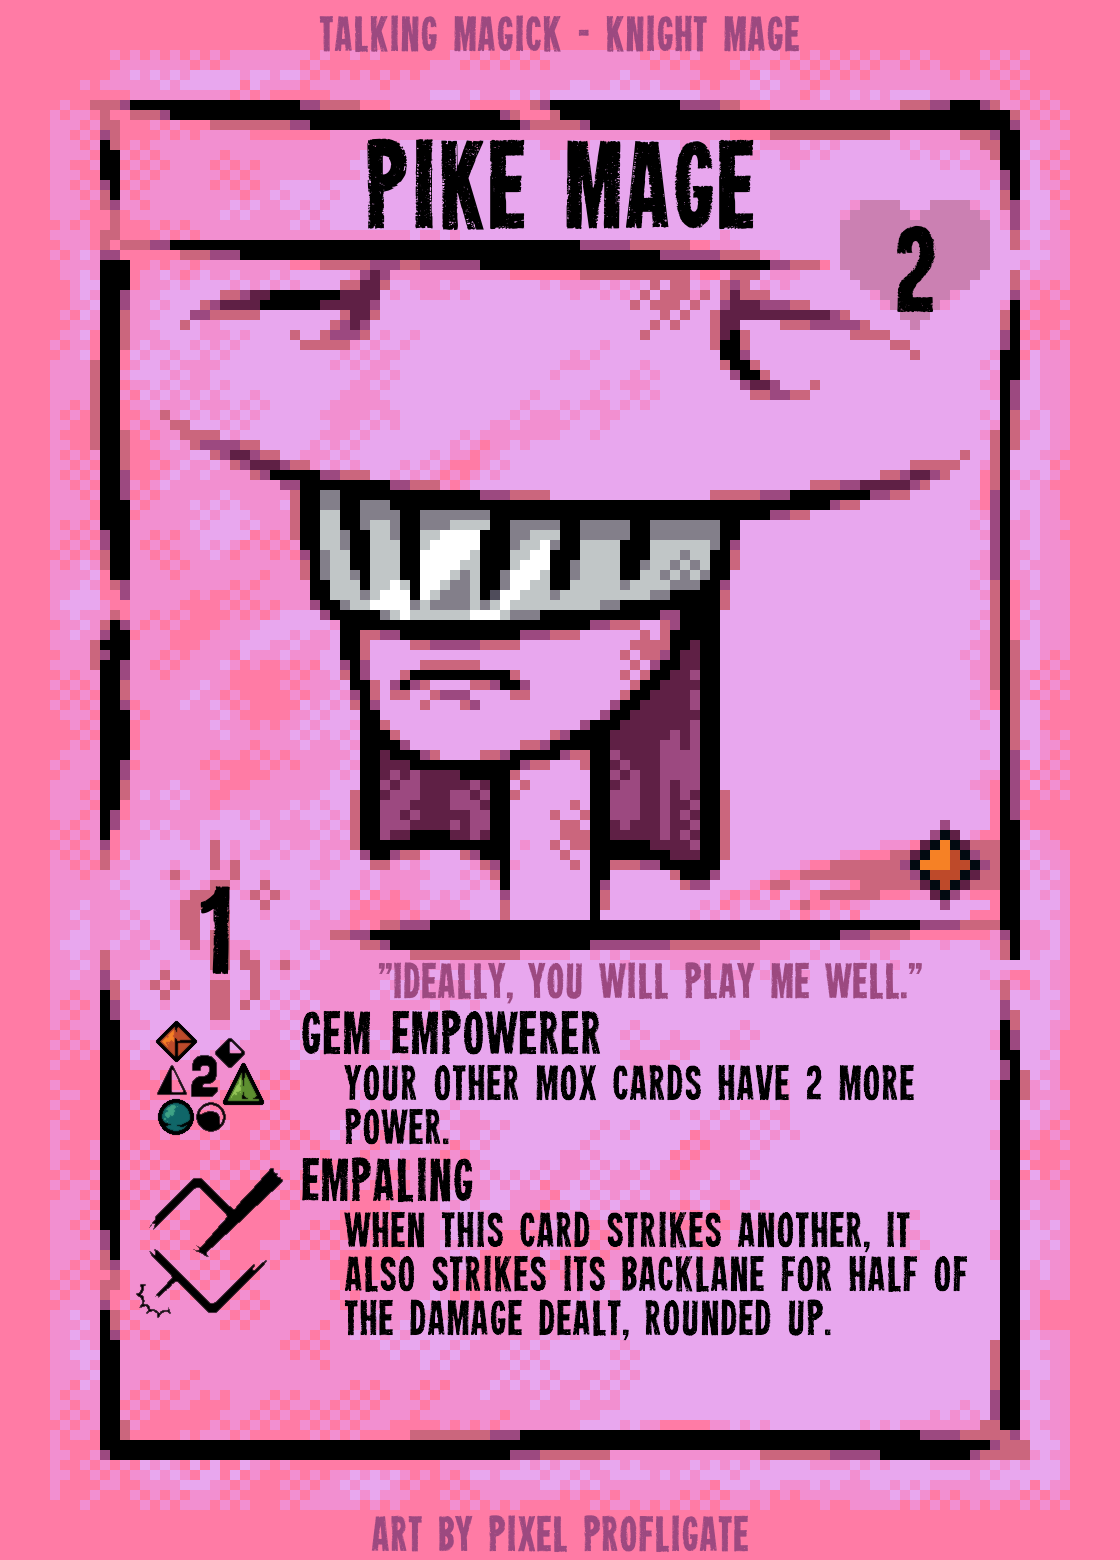 TALKING MAGICK - KNIGHT MAGE
PIKE MAGE
2
1
"IDEALLY, YOU WILL PLAY ME WELL."
GEM EMPOWERER
2
YOUR OTHER MOX CARDS HAVE 2 MORE
POWER.
EMPALING
WHEN THIS CARD STRIKES ANOTHER, IT
ALSO STRIKES ITS BACKLANE FOR HALF OF
THE DAMAGE DEALT, ROUNDED UP.
ART BY PIXEL PROFLIGATE